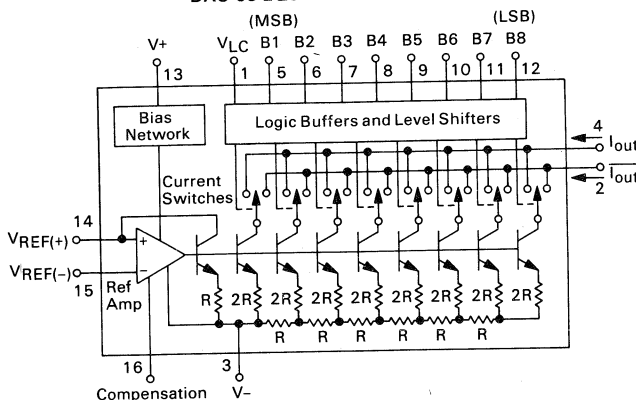 (MSB)
(LSB)
V+
VLC B1 B2 B3 B4 B5 B6 B7 B8
13
1 5 6 7 8 9 10 11 12
Bias
Network
Logic Buffers and Level Shifters
4
Iout
Iout
2
Current
Switches
14
VREF(+)
+
VREF(−)
−
15
Ref
Amp
R 2R 2R 2R 2R 2R 2R 2R 2R
R R R R R R
16
3
Compensation
V−